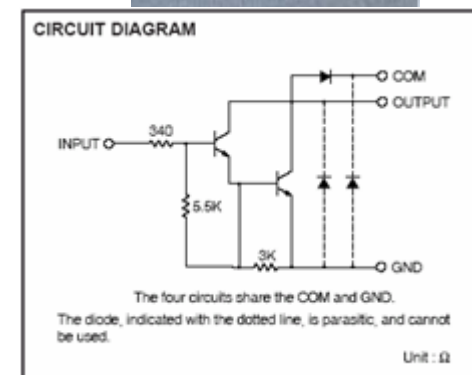 CIRCUIT DIAGRAM
COM
OUTPUT
340
INPUT
5.5K
3K
GND
The four circuits share the COM and GND.
The diode, indicated with the dotted line, is parasitic, and cannot
be used.
Unit : Ω